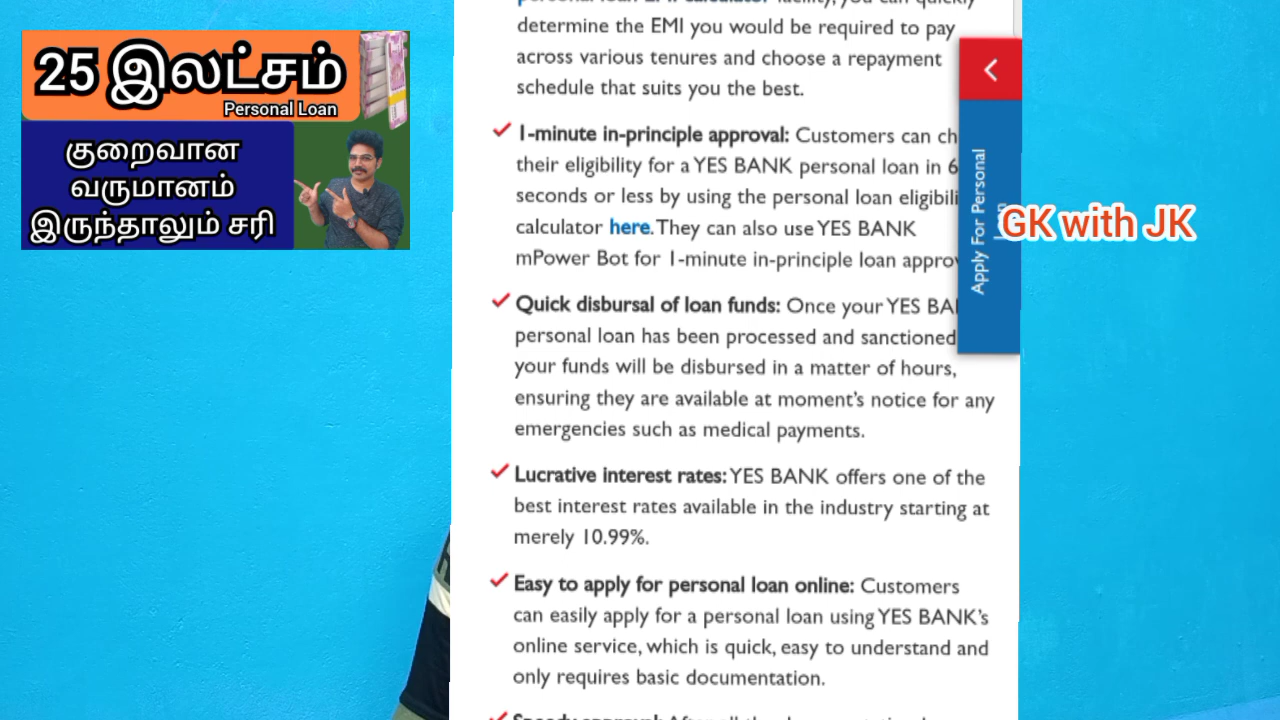 25 இலட்சம்
Personal Loan
குறைவான
வருமானம்
இருந்தாலும் சரி
determine the EMI you would be required to pay
across various tenures and choose a repayment
schedule that suits you the best.
1-minute in-principle approval: Customers can ch
their eligibility for a YES BANK personal loan in 6
seconds or less by using the personal loan eligibili
calculator here. They can also use YES BANK
mPower Bot for 1-minute in-principle loan approv
Quick disbursal of loan funds: Once your YES BA
personal loan has been processed and sanctioned
your funds will be disbursed in a matter of hours,
ensuring they are available at moment's notice for any
emergencies such as medical payments.
Lucrative interest rates: YES BANK offers one of the
best interest rates available in the industry starting at
merely 10.99%.
Easy to apply for personal loan online: Customers
can easily apply for a personal loan using YES BANK's
online service, which is quick, easy to understand and
only requires basic documentation.
Apply For Personal
GK with JK